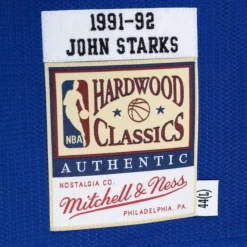 1991-92
JOHN STARKS
HARDWOOD
NBA
CLASSICS
AUTHENTIC
NOSTALGIA CO.
Mitchell & Ness
PHILADELPHIA, PA.
44(L)